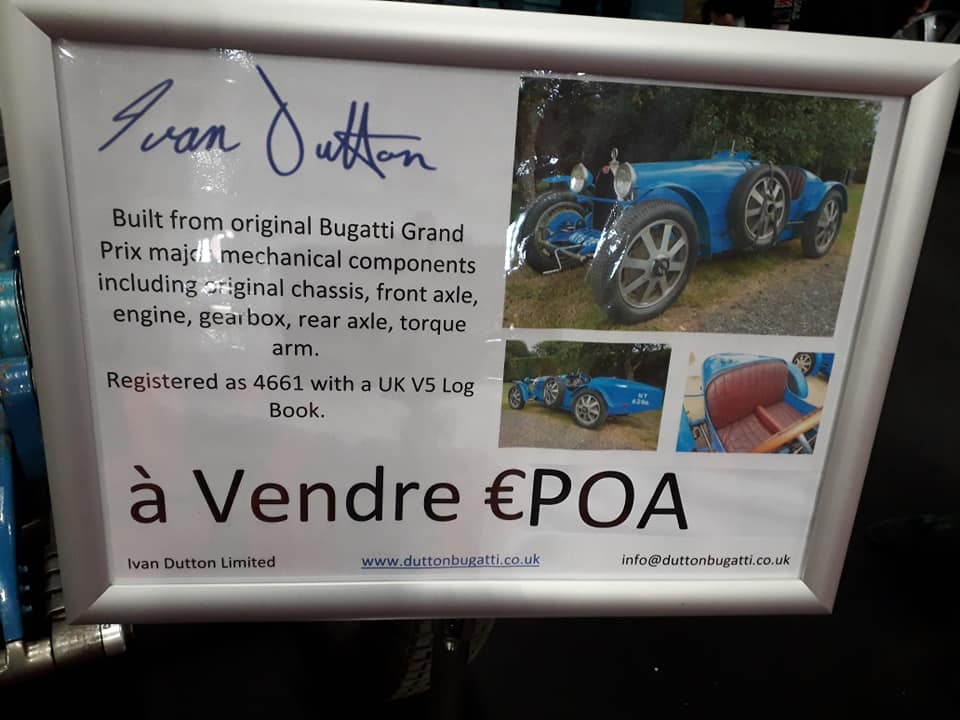 Ivan Dutton
Built from original Bugatti Grand
Prix major mechanical components
including original chassis, front axle,
engine, gearbox, rear axle, torque
arm.
Registered as 4661 with a UK V5 Log
Book.
NY
6296
à Vendre €POA
Ivan Dutton Limited
www.duttonbugatti.co.uk
info@duttonbugatti.co.uk